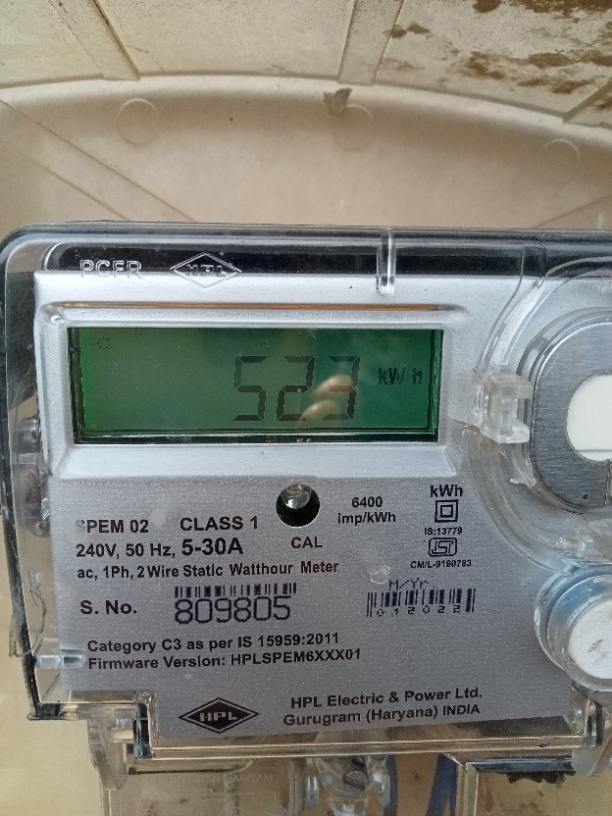 HPL
523 kWh
SPEM 02 CLASS 1
6400
imp/kWh
kWh
IS:13779
240V, 50 Hz, 5-30A
CAL
CM/L-9190783
ac, 1Ph, 2 Wire Static Watthour Meter
M/Yr
S. No. 809805
012022
Category C3 as per IS 15959:2011
Firmware Version: HPLSPEM6XXX01
HPL
HPL Electric & Power Ltd.
Gurugram (Haryana) INDIA